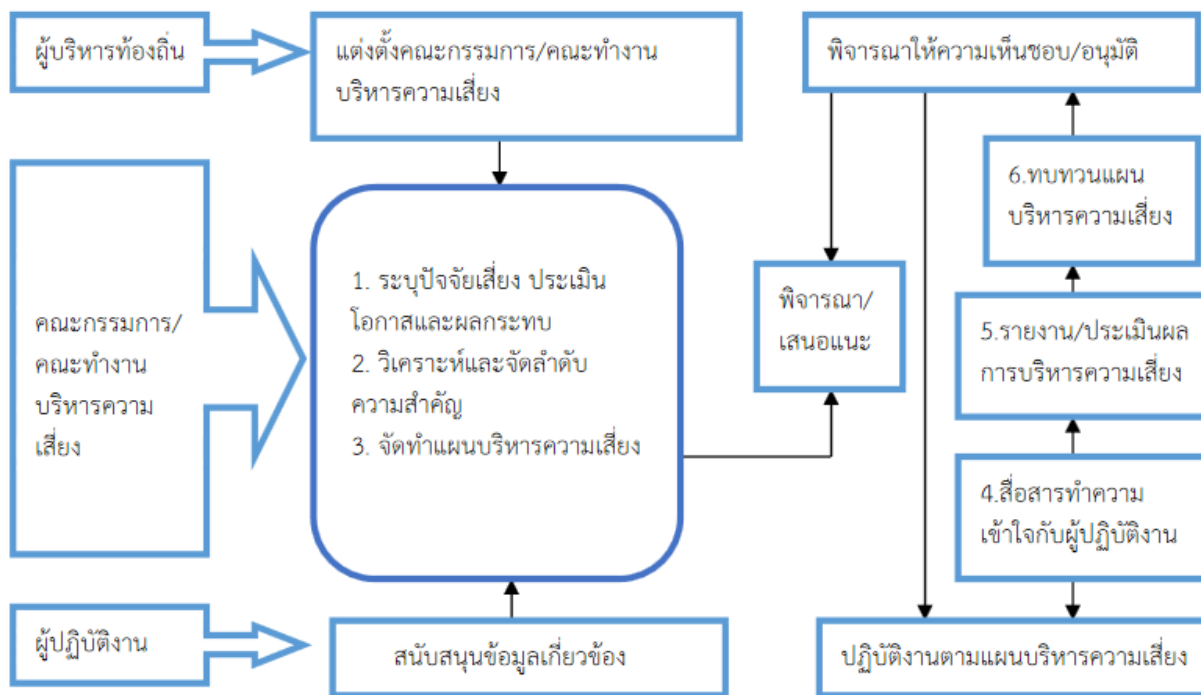 ผู้บริหารท้องถิ่น
แต่งตั้งคณะกรรมการ/คณะทำงาน
บริหารความเสี่ยง
พิจารณาให้ความเห็นชอบ/อนุมัติ
6.ทบทวนแผน
บริหารความเสี่ยง
คณะกรรมการ/
คณะทำงาน
บริหารความ
เสี่ยง
1. ระบุปัจจัยเสี่ยง ประเมิน
โอกาสและผลกระทบ
2. วิเคราะห์และจัดลำดับ
ความสำคัญ
3. จัดทำแผนบริหารความเสี่ยง
พิจารณา/
เสนอแนะ
5.รายงาน/ประเมินผล
การบริหารความเสี่ยง
4.สื่อสารทำความ
เข้าใจกับผู้ปฏิบัติงาน
ผู้ปฏิบัติงาน
สนับสนุนข้อมูลเกี่ยวข้อง
ปฏิบัติงานตามแผนบริหารความเสี่ยง